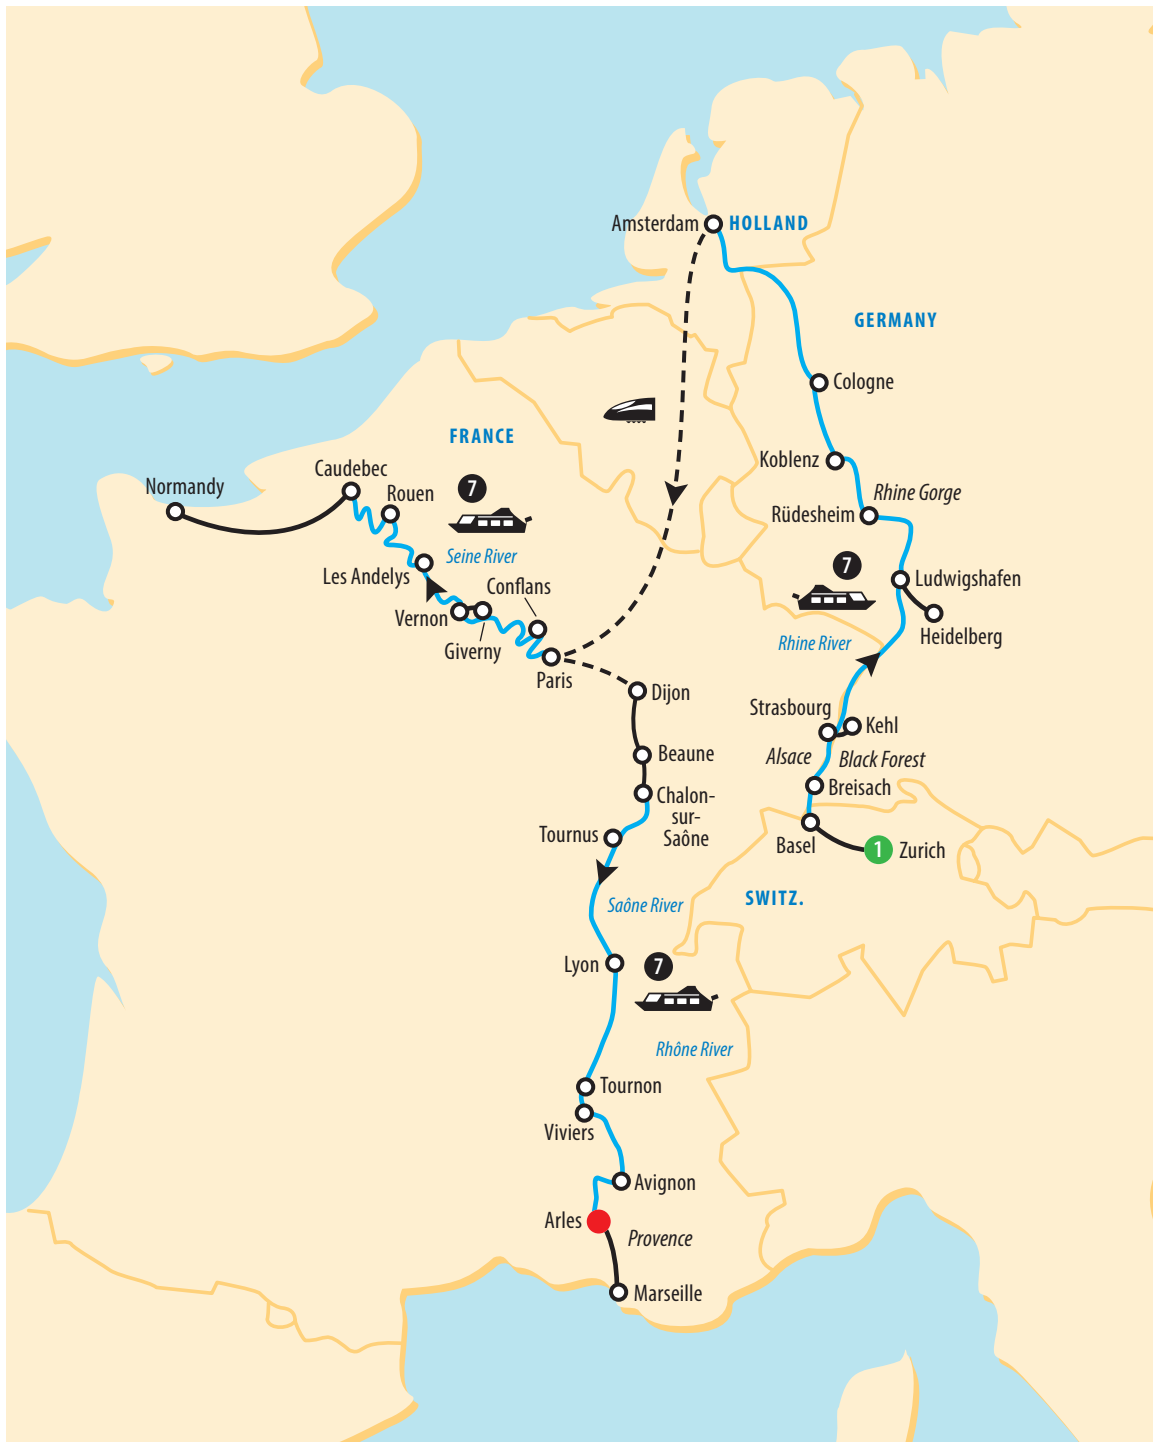 Amsterdam
HOLLAND
GERMANY
Cologne
FRANCE
Koblenz
Caudebec
Normandy
Rouen
7
Rhine Gorge
Rüdesheim
Seine River
7
Les Andelys
Conflans
Ludwigshafen
Vernon
Giverny
Heidelberg
Rhine River
Paris
Dijon
Strasbourg
Kehl
Beaune
Alsace
Black Forest
Breisach
Chalon-
sur-
Saône
Tournus
Basel
1
Zurich
SWITZ.
Saône River
Lyon
7
Rhône River
Tournon
Viviers
Avignon
Arles
Provence
Marseille